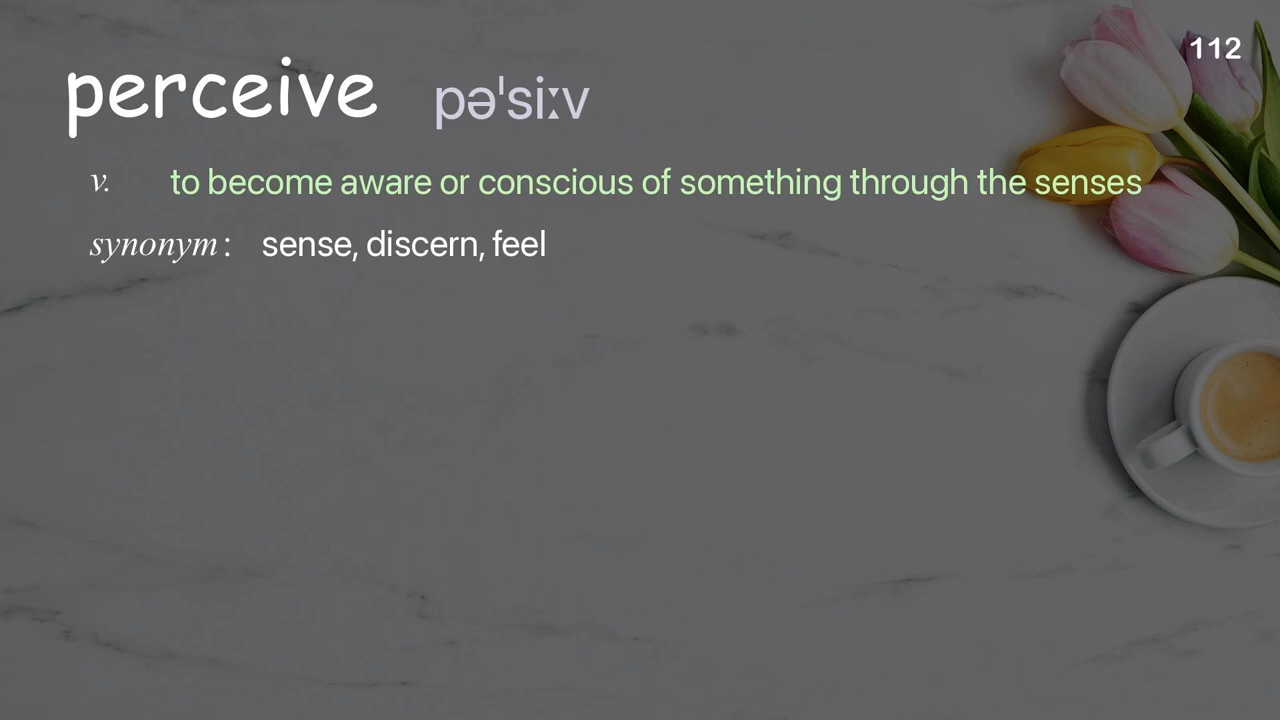 112
perceive pəˈsiːv
v. to become aware or conscious of something through the senses
synonym : sense, discern, feel